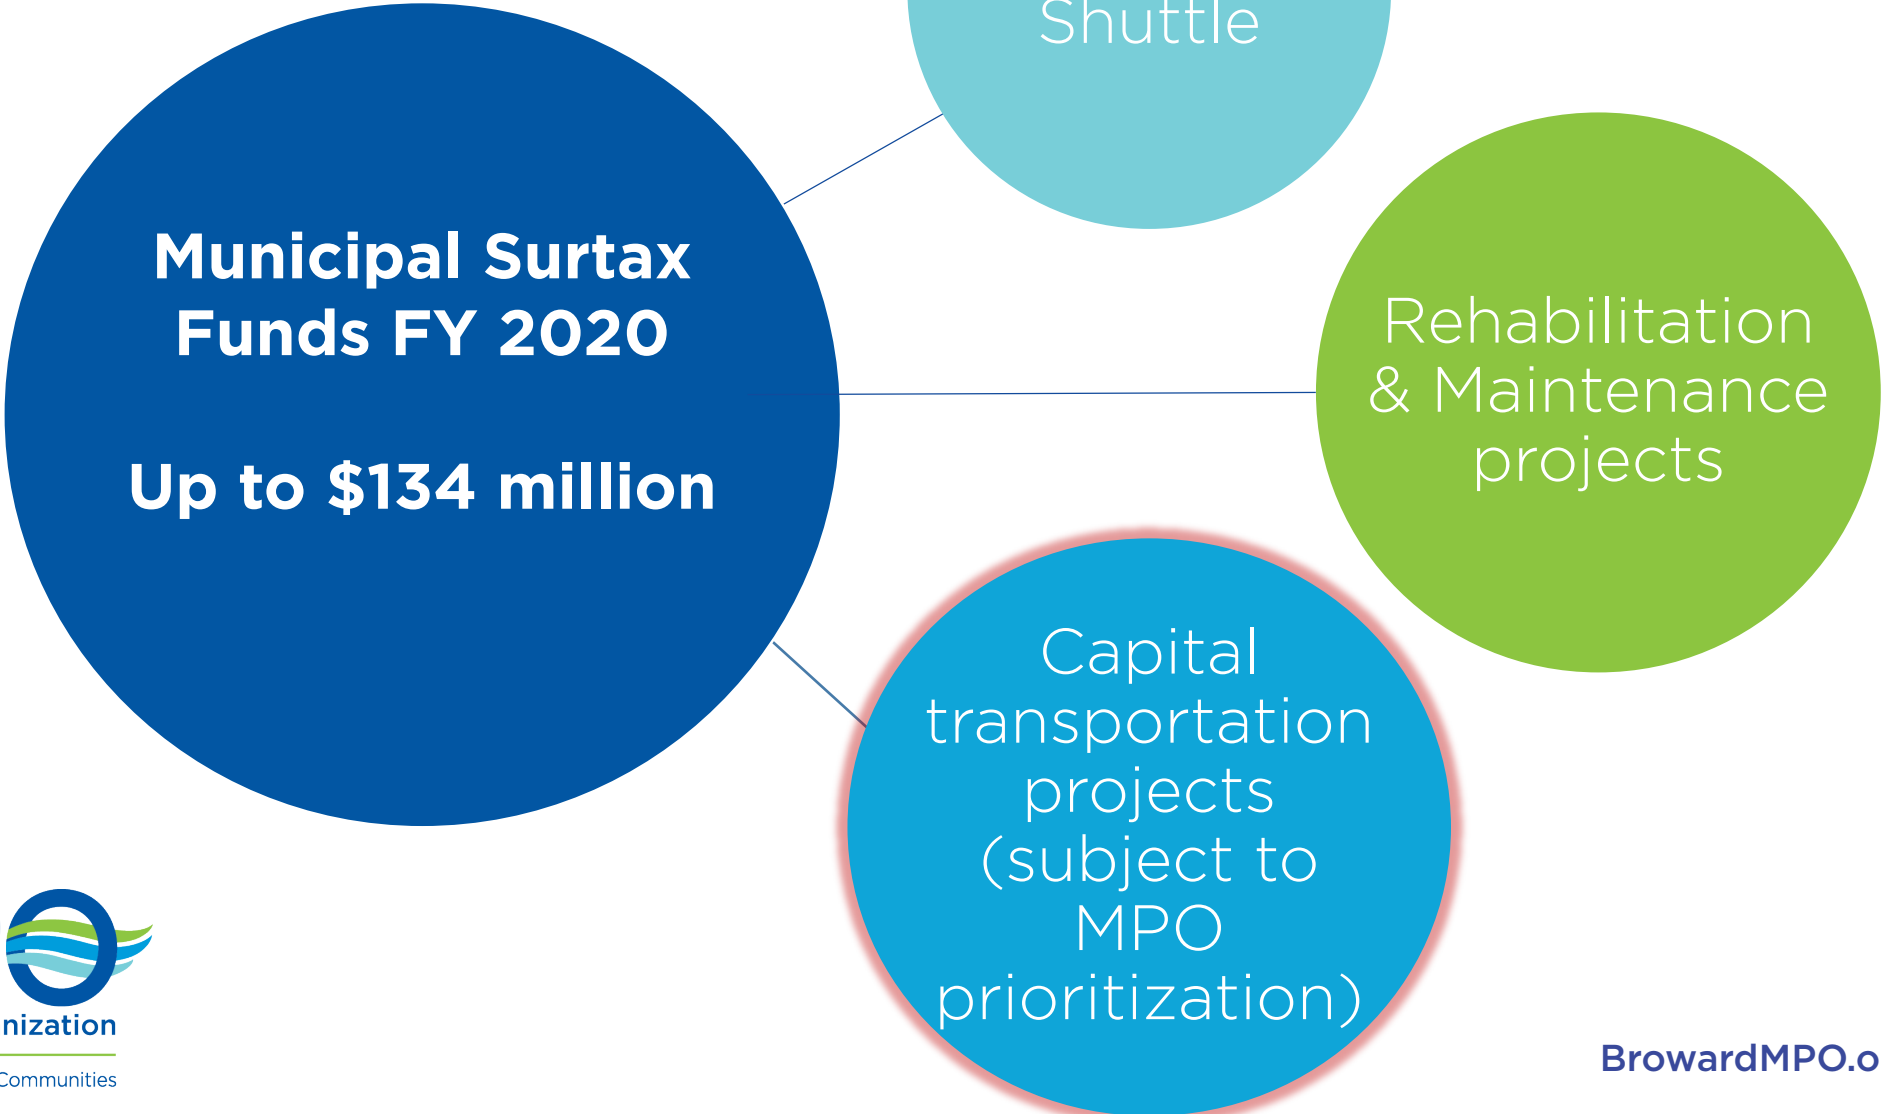 Shuttle
Municipal Surtax
Funds FY 2020
Up to $134 million
Rehabilitation
& Maintenance
projects
Capital
transportation
projects
(subject to
MPO
prioritization)
nization
Communities
BrowardMPO.o